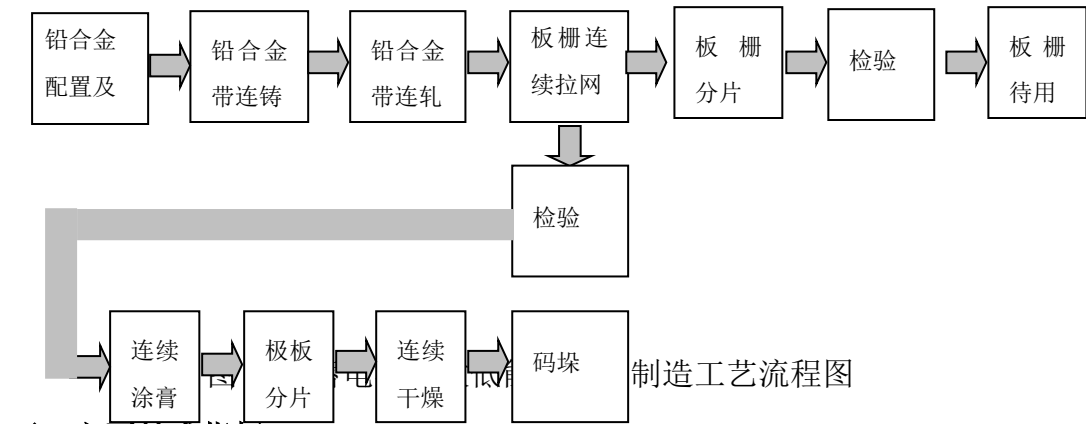 铅合金
配置及
铅合金
带连铸
铅合金
带连轧
板栅连
续拉网
板 栅
分片
检验
板 栅
待用
检验
连续
涂膏
极板
分片
连续
干燥
码垛
制造工艺流程图